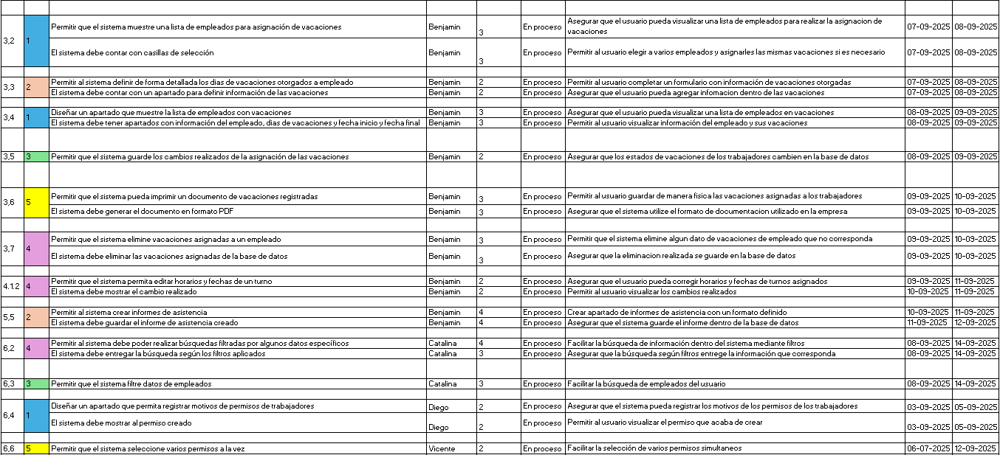 3,2 1 Permitir que el sistema muestre una lista de empleados para asignación de vacaciones Benjamin 3 En proceso Asegurar que el usuario pueda visualizar una lista de empleados para realizar la asignacion de vacaciones 07-09-2025 08-09-2025
El sistema debe contar con casillas de selección Benjamin 3 En proceso Permitir al usuario elegir a varios empleados y asignarles las mismas vacaciones si es necesario 07-09-2025 08-09-2025
3,3 2 Permitir al sistema definir de forma detallada los dias de vacaciones otorgados a empleado Benjamin 2 En proceso Permitir al usuario completar un formulario con información de vacaciones otorgadas 07-09-2025 08-09-2025
El sistema debe contar con un apartado para definir información de las vacaciones Benjamin 2 En proceso Asegurar que el usuario pueda agregar infomacion dentro de las vacaciones 07-09-2025 08-09-2025
3,4 1 Diseñar un apartado que muestre la lista de empleados con vacaciones Benjamin 3 En proceso Asegurar que el usuario pueda visualizar una lista de empleados en vacaciones 08-09-2025 09-09-2025
El sistema debe tener apartados con información del empleado, dias de vacaciones y fecha inicio y fecha final Benjamin 3 En proceso Permitir al usuario visualizar información del empleado y sus vacaciones 08-09-2025 09-09-2025
3,5 3 Permitir que el sistema guarde los cambios realizados de la asignación de las vacaciones Benjamin 2 En proceso Asegurar que los estados de vacaciones de los trabajadores cambien en la base de datos 08-09-2025 09-09-2025
3,6 5 Permitir que el sistema pueda imprimir un documento de vacaciones registradas Benjamin 3 En proceso Permitir al usuario guardar de manera fisica las vacaciones asignadas a los trabajadores 09-09-2025 10-09-2025
El sistema debe generar el documento en formato PDF Benjamin 3 En proceso Asegurar que el sistema utilize el formato de documentacion utilizado en la empresa 09-09-2025 10-09-2025
3,7 4 Permitir que el sistema elimine vacaciones asignadas a un empleado Benjamin 3 En proceso Permitir que el sistema elimine algun dato de vacaciones de empleado que no corresponda 09-09-2025 10-09-2025
El sistema debe eliminar las vacaciones asignadas de la base de datos Benjamin 3 En proceso Asegurar que la eliminacion realizada se guarde en la base de datos 09-09-2025 10-09-2025
4.1.2 4 Permitir que el sistema permita editar horarios y fechas de un turno Benjamin 2 En proceso Asegurar que el usuario pueda corregir horarios y fechas de turnos asignados 09-09-2025 11-09-2025
El sistema debe mostrar el cambio realizado Benjamin 2 En proceso Permitir al usuario visualizar los cambios realizados 10-09-2025 11-09-2025
5,5 2 Permitir al sistema crear informes de asistencia Benjamin 4 En proceso Crear apartado de informes de asistencia con un formato definido 10-09-2025 11-09-2025
El sistema debe guardar el informe de asistencia creado Benjamin 4 En proceso Asegurar que el sistema guarde el informe dentro de la base de datos 11-09-2025 12-09-2025
6,2 4 Permitir al sistema debe poder realizar búsquedas filtradas por algunos datos específicos Catalina 4 En proceso Facilitar la búsqueda de información dentro del sistema mediante filtros 08-09-2025 14-09-2025
El sistema debe entregar la búsqueda según los filtros aplicados Catalina 3 En proceso Asegurar que la búsqueda según filtros entrege la información que corresponda 08-09-2025 14-09-2025
6,3 3 Permitir que el sistema filtre datos de empleados Catalina 3 En proceso Facilitar la búsqueda de empleados del usuario 08-09-2025 14-09-2025
6,4 1 Diseñar un apartado que permita registrar motivos de permisos de trabajadores Diego 2 En proceso Asegurar que el sistema pueda registrar los motivos de los permisos de los trabajadores 03-09-2025 05-09-2025
El sistema debe mostrar al permiso creado Diego 2 En proceso Permitir al usuario visualizar el permiso que acaba de crear 03-09-2025 05-09-2025
6,6 5 Permitir que el sistema seleccione varios permisos a la vez Vicente 2 En proceso Facilitar la selección de varios permisos simultaneos 06-07-2025 12-09-2025